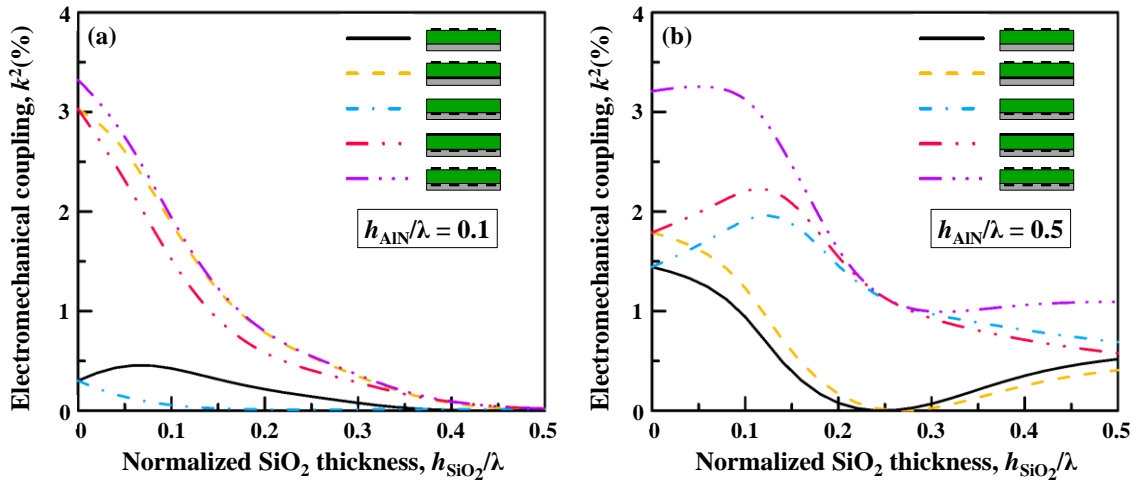 (a)
Electromechanical coupling, k²(%)
4
3
2
1
0
h_AlN/λ = 0.1
0 0.1 0.2 0.3 0.4 0.5
Normalized SiO₂ thickness, h_SiO₂/λ
(b)
Electromechanical coupling, k²(%)
4
3
2
1
0
h_AlN/λ = 0.5
0 0.1 0.2 0.3 0.4 0.5
Normalized SiO₂ thickness, h_SiO₂/λ